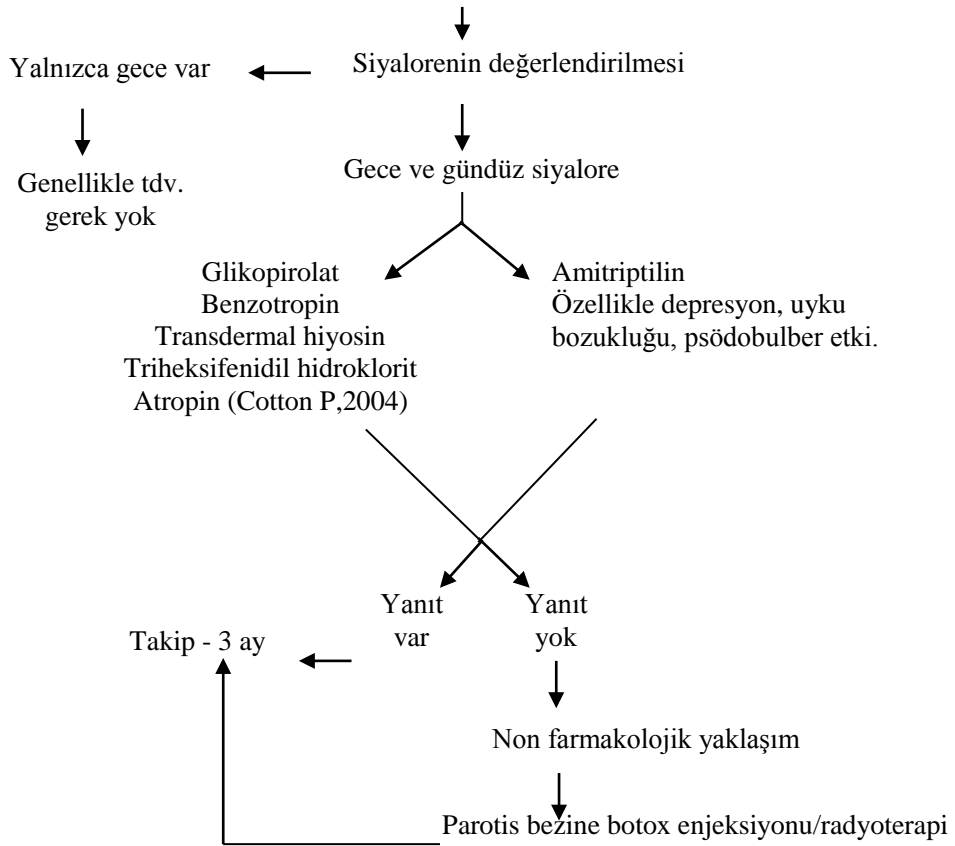 Siyalorenin değerlendirilmesi
Yalnızca gece var
Gece ve gündüz siyalore
Genellikle tdv.
gerek yok
Glikopirolat
Benzotropin
Transdermal hiyosin
Triheksifenidil hidroklorit
Atropin (Cotton P,2004)
Amitriptilin
Özellikle depresyon, uyku
bozukluğu, psödobulber etki.
Yanıt
var
Yanıt
yok
Takip - 3 ay
Non farmakolojik yaklaşım
Parotis bezine botox enjeksiyonu/radyoterapi